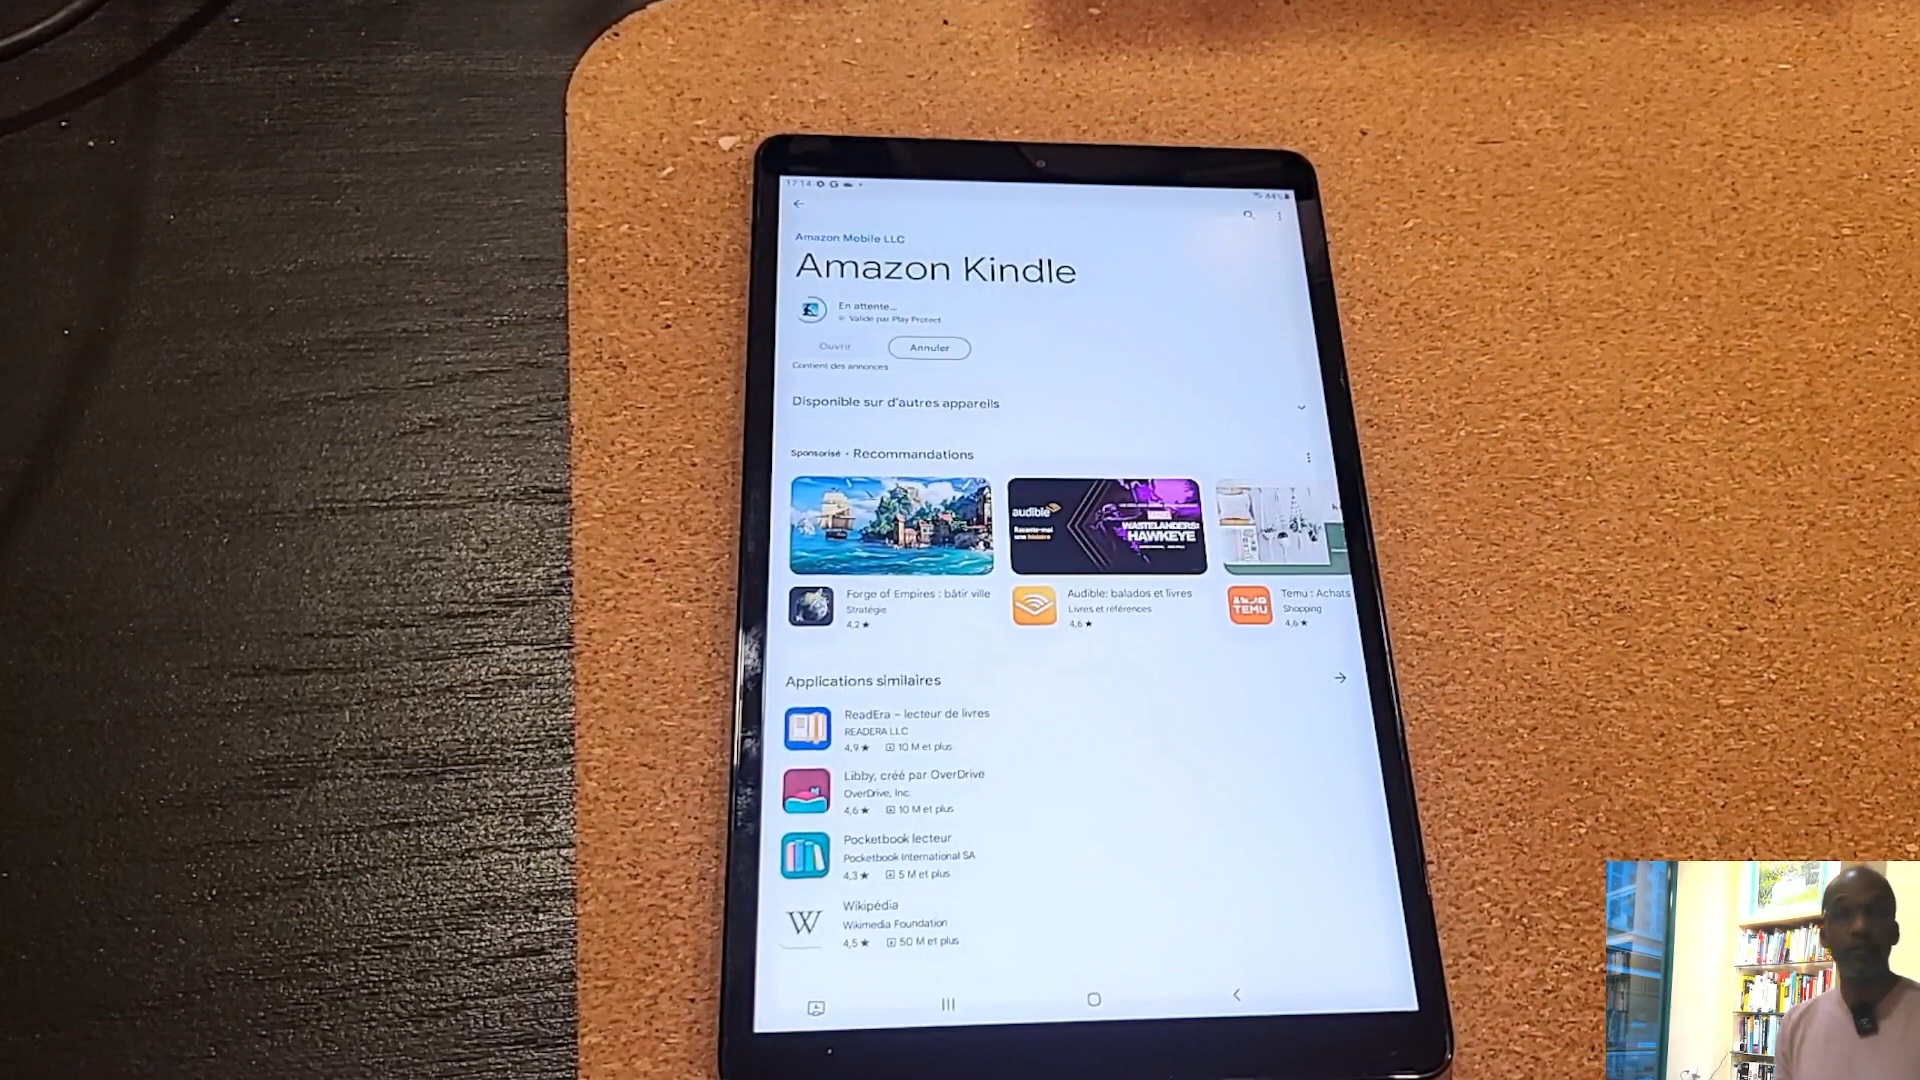 17:14
44%
Amazon Mobile LLC
Amazon Kindle
En attente...
Validé par Play Protect
Ouvrir
Annuler
Contient des annonces
Disponible sur d'autres appareils
Sponsorisé • Recommandations
audible
Raconte-moi
une histoire
WASTELANDERS:
HAWKEYE
Forge of Empires : bâtir ville
Stratégie
4,2 ★
Audible: balados et livres
Livres et références
4,6 ★
TEMU
Temu : Achats
Shopping
4,6 ★
Applications similaires
ReadEra – lecteur de livres
READERA LLC
4,9 ★ 10 M et plus
Libby, créé par OverDrive
OverDrive, Inc.
4,6 ★ 10 M et plus
Pocketbook lecteur
Pocketbook International SA
4,3 ★ 5 M et plus
W
Wikipédia
Wikimedia Foundation
4,5 ★ 50 M et plus